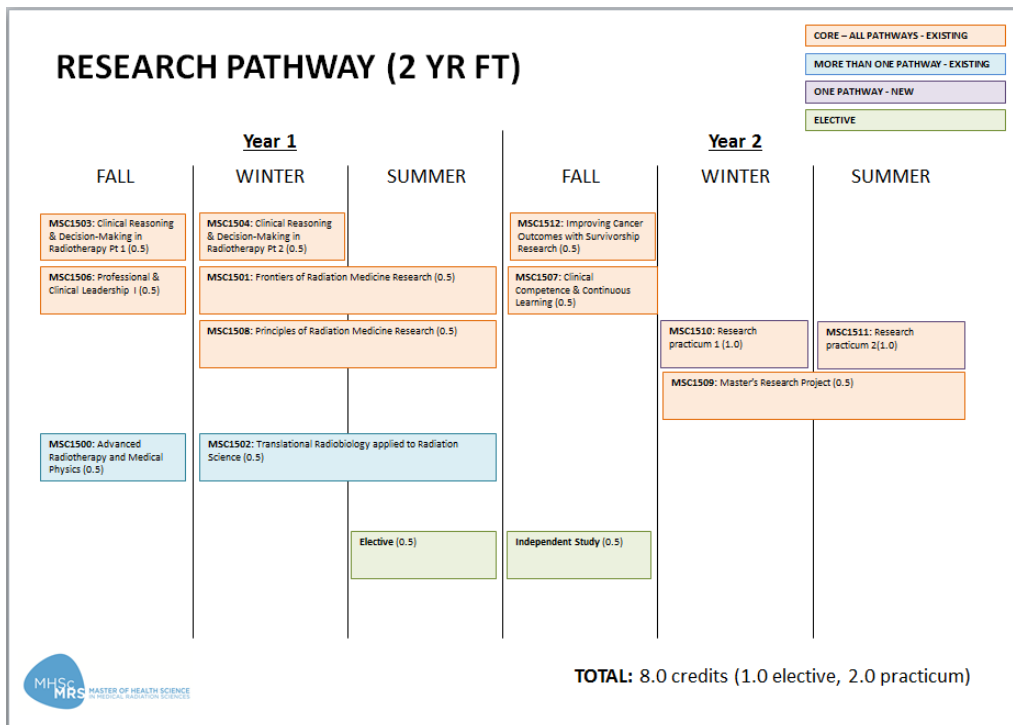 CORE – ALL PATHWAYS - EXISTING
RESEARCH PATHWAY (2 YR FT)
MORE THAN ONE PATHWAY - EXISTING
ONE PATHWAY - NEW
ELECTIVE
Year 1
Year 2
FALL
WINTER
SUMMER
FALL
WINTER
SUMMER
MSC1503: Clinical Reasoning
& Decision-Making in
Radiotherapy Pt 1 (0.5)
MSC1504: Clinical Reasoning
& Decision-Making in
Radiotherapy Pt 2 (0.5)
MSC1512: Improving Cancer
Outcomes with Survivorship
Research (0.5)
MSC1506: Professional &
Clinical Leadership I (0.5)
MSC1501: Frontiers of Radiation Medicine Research (0.5)
MSC1507: Clinical
Competence & Continuous
Learning (0.5)
MSC1508: Principles of Radiation Medicine Research (0.5)
MSC1510: Research
practicum 1 (1.0)
MSC1511: Research
practicum 2(1.0)
MSC1509: Master's Research Project (0.5)
MSC1500: Advanced
Radiotherapy and Medical
Physics (0.5)
MSC1502: Translational Radiobiology applied to Radiation
Science (0.5)
Elective (0.5)
Independent Study (0.5)
MHSc
MRS
MASTER OF HEALTH SCIENCE
IN MEDICAL RADIATION SCIENCES
TOTAL: 8.0 credits (1.0 elective, 2.0 practicum)